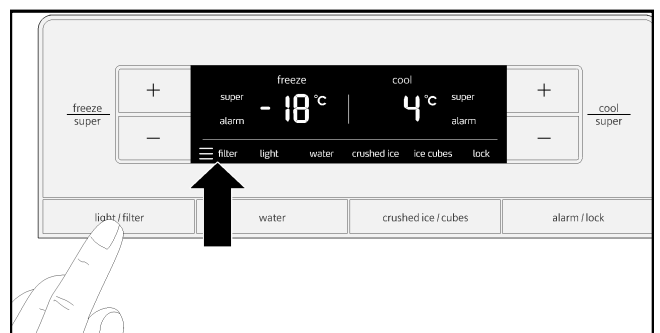 freeze
super
+
−
freeze
super
alarm
-18 °C
cool
4 °C
super
alarm
filter light water crushed ice ice cubes lock
+
−
cool
super
light / filter water crushed ice / cubes alarm / lock